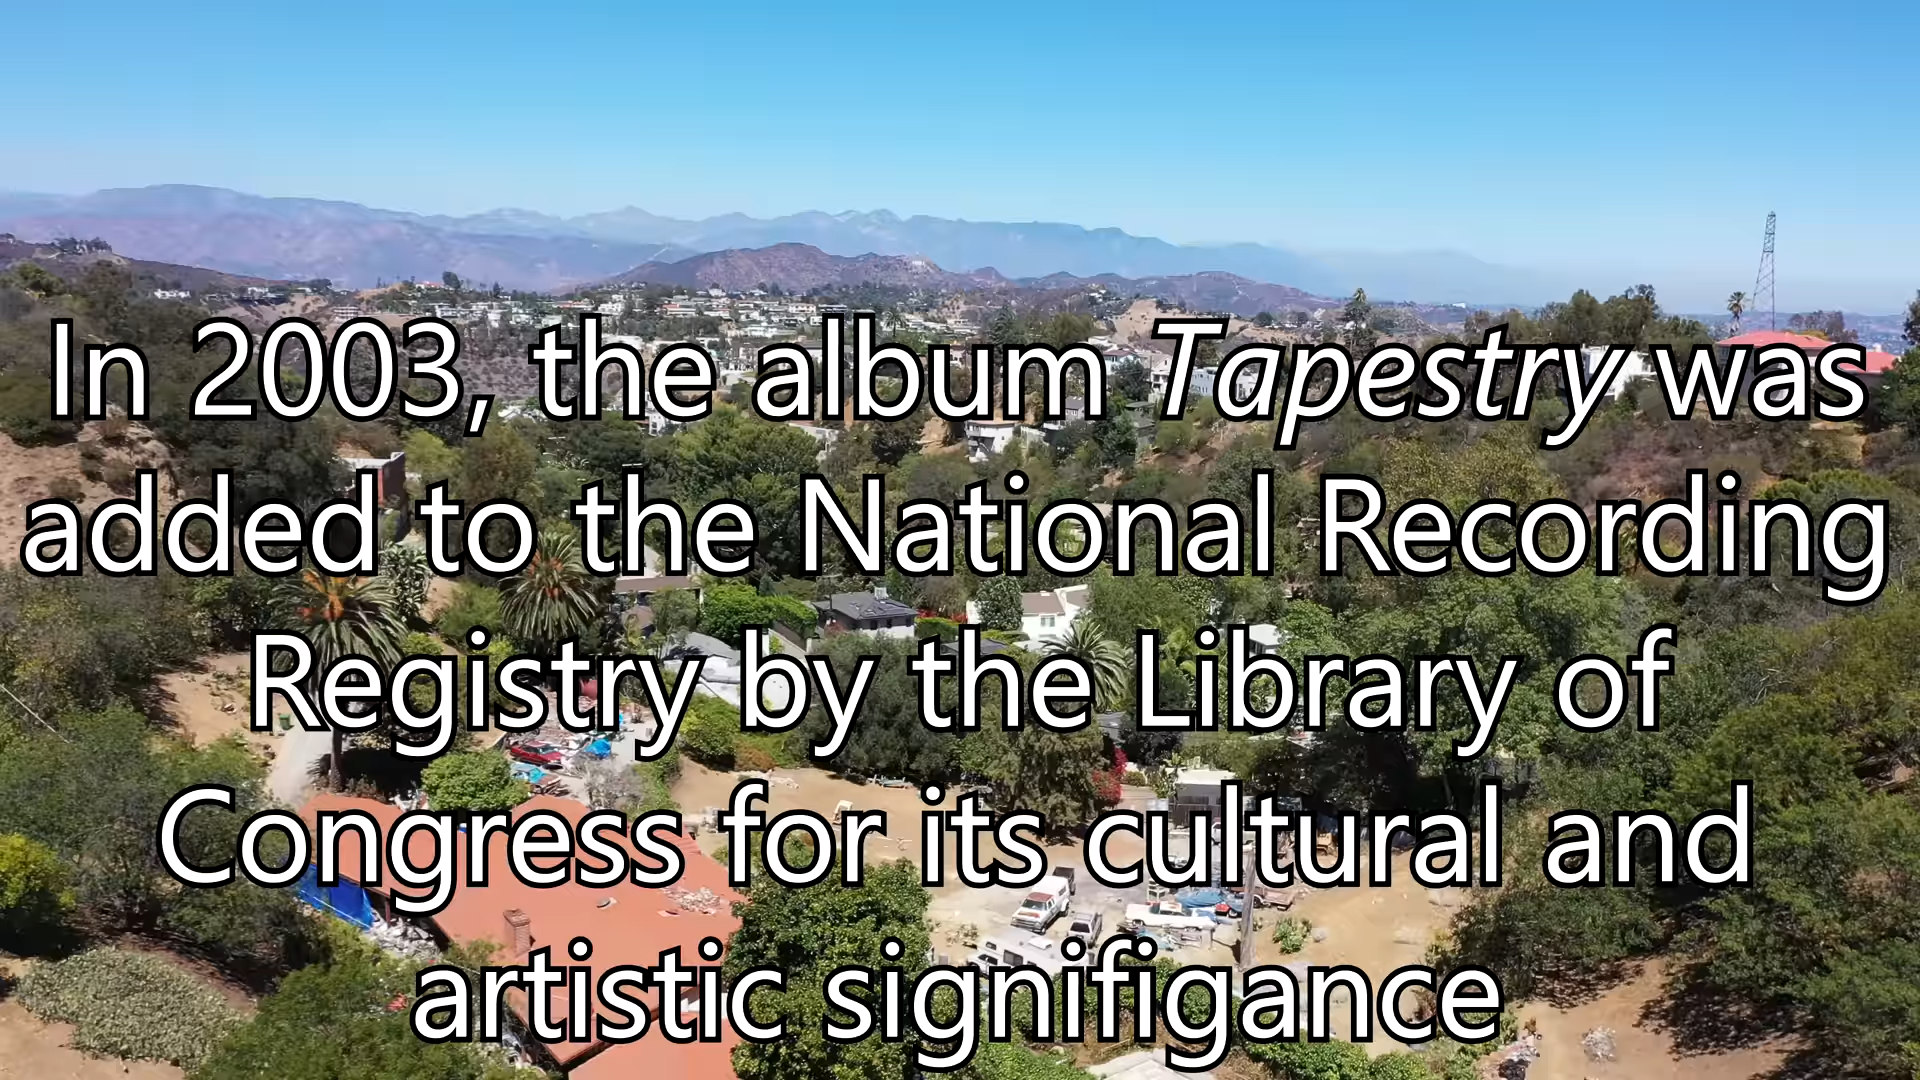 In 2003, the album Tapestry was
added to the National Recording
Registry by the Library of
Congress for its cultural and
artistic signifigance